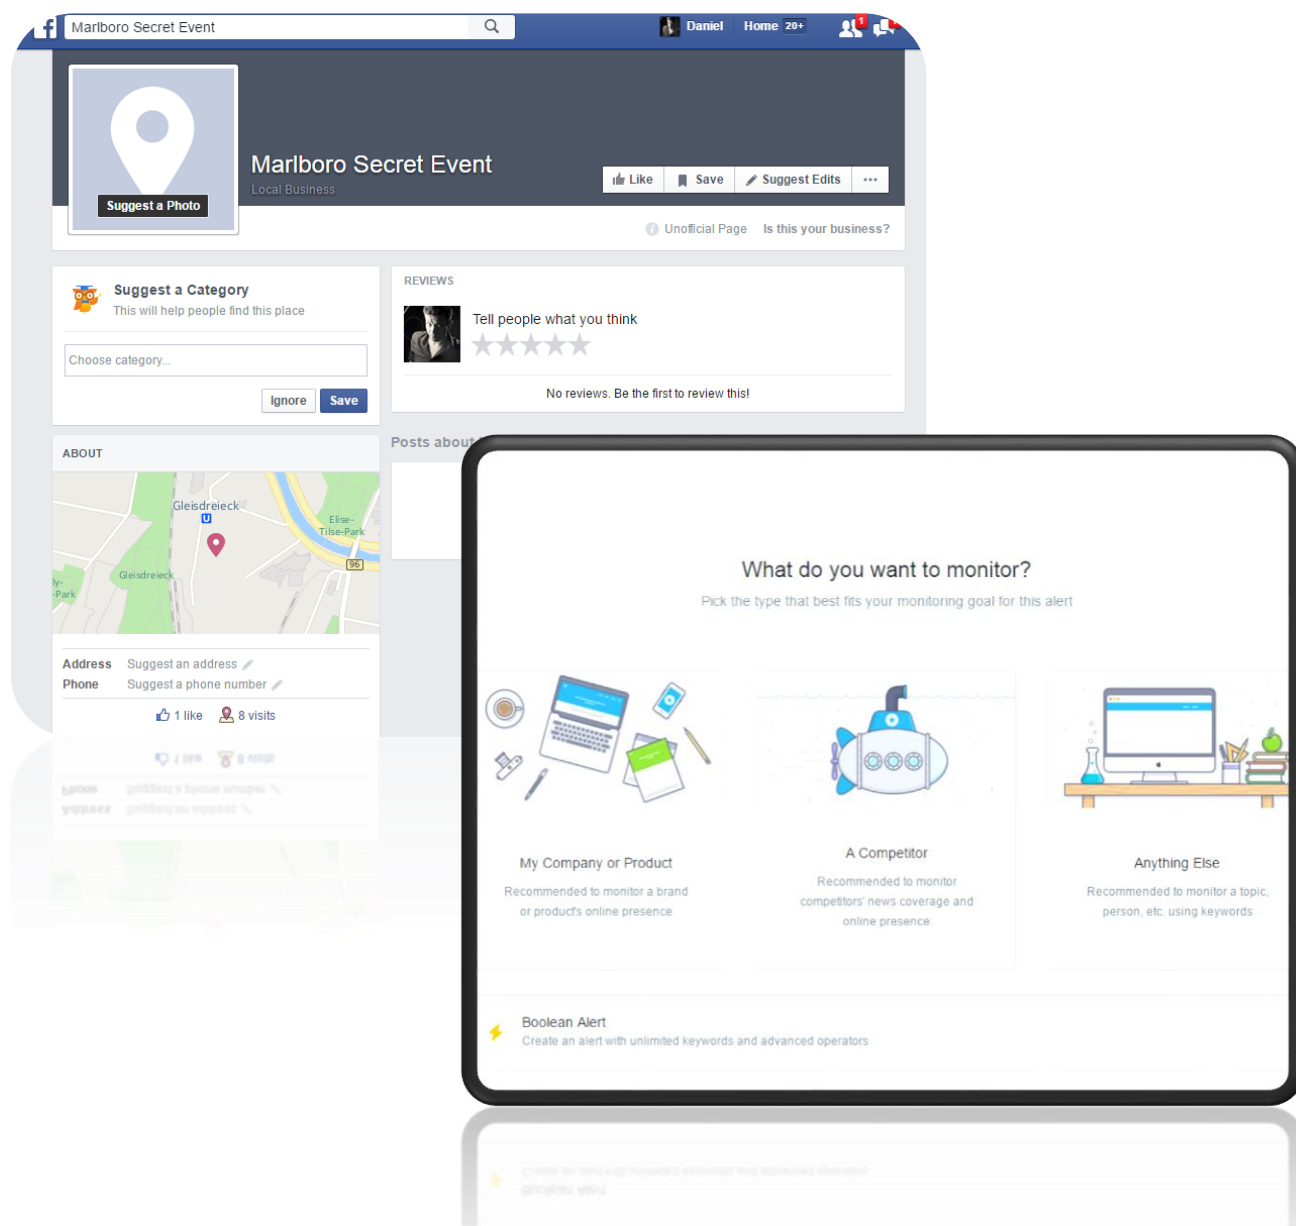 Marlboro Secret Event
Daniel
Home 20+
1
Marlboro Secret Event
Local Business
Suggest a Photo
Like
Save
Suggest Edits
Unofficial Page
Is this your business?
Suggest a Category
This will help people find this place
Choose category...
Ignore
Save
REVIEWS
Tell people what you think
No reviews. Be the first to review this!
ABOUT
Gleisdreieck
U
Elise-
Tilse-Park
96
Gleisdreieck
-Park
Address Suggest an address
Phone Suggest a phone number
1 like 8 visits
Posts about
What do you want to monitor?
Pick the type that best fits your monitoring goal for this alert
My Company or Product
Recommended to monitor a brand
or product's online presence
A Competitor
Recommended to monitor
competitors' news coverage and
online presence
Anything Else
Recommended to monitor a topic,
person, etc. using keywords
Boolean Alert
Create an alert with unlimited keywords and advanced operators